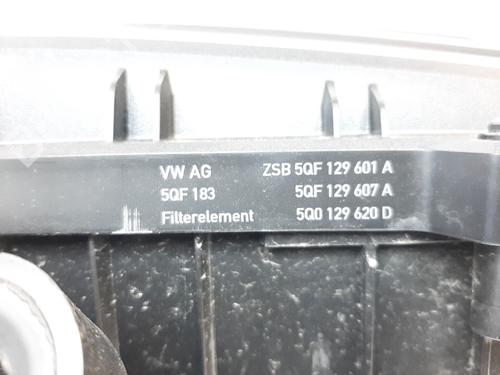 VW AG ZSB 5QF 129 601 A
5QF 183 5QF 129 607 A
Filterelement 5Q0 129 620 D